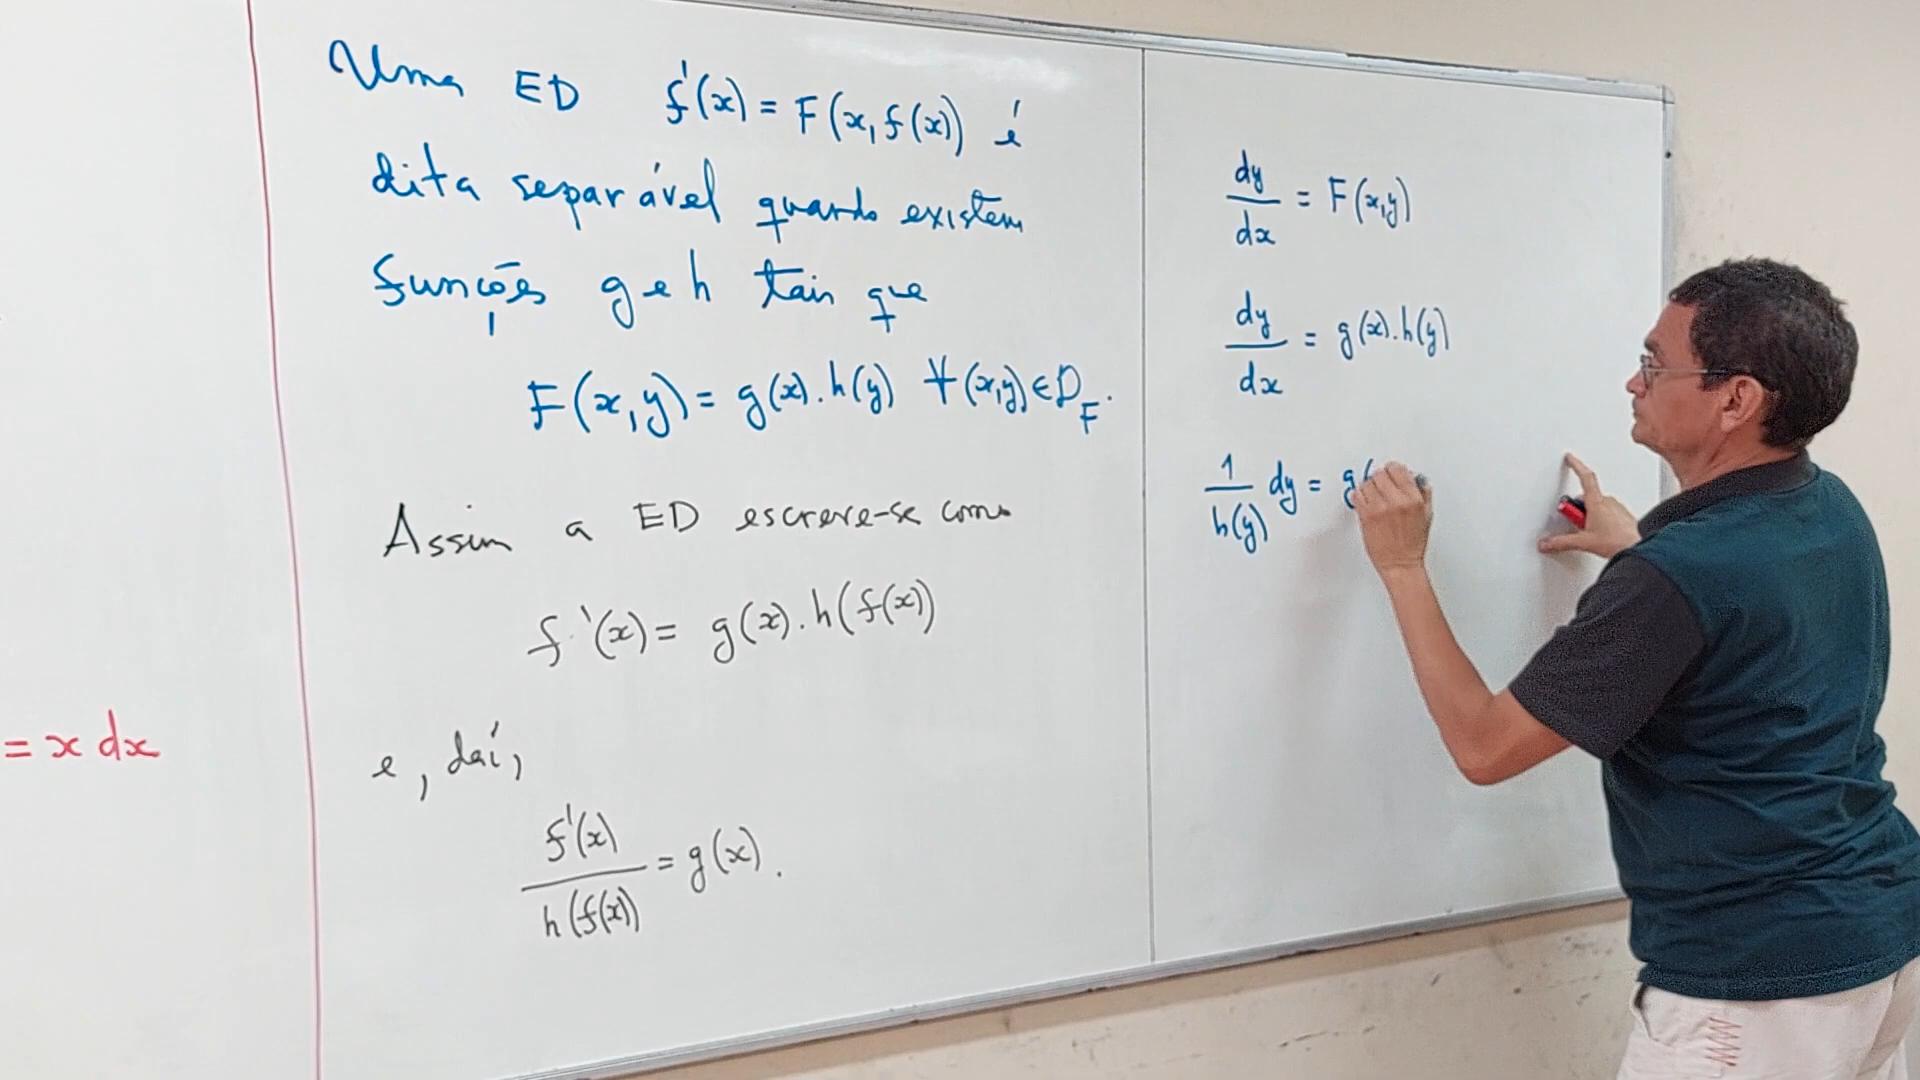 = x dx
Uma ED f'(x) = F(x, f(x)) é
dita separável quando existem
funções g e h tais que
F(x,y) = g(x).h(y) ∀(x,y)∈D_F.
Assim a ED escreve-se como
f'(x) = g(x).h(f(x))
e, daí,
f'(x)/h(f(x)) = g(x).
dy/dx = F(x,y)
dy/dx = g(x).h(y)
1/h(y) dy = g(